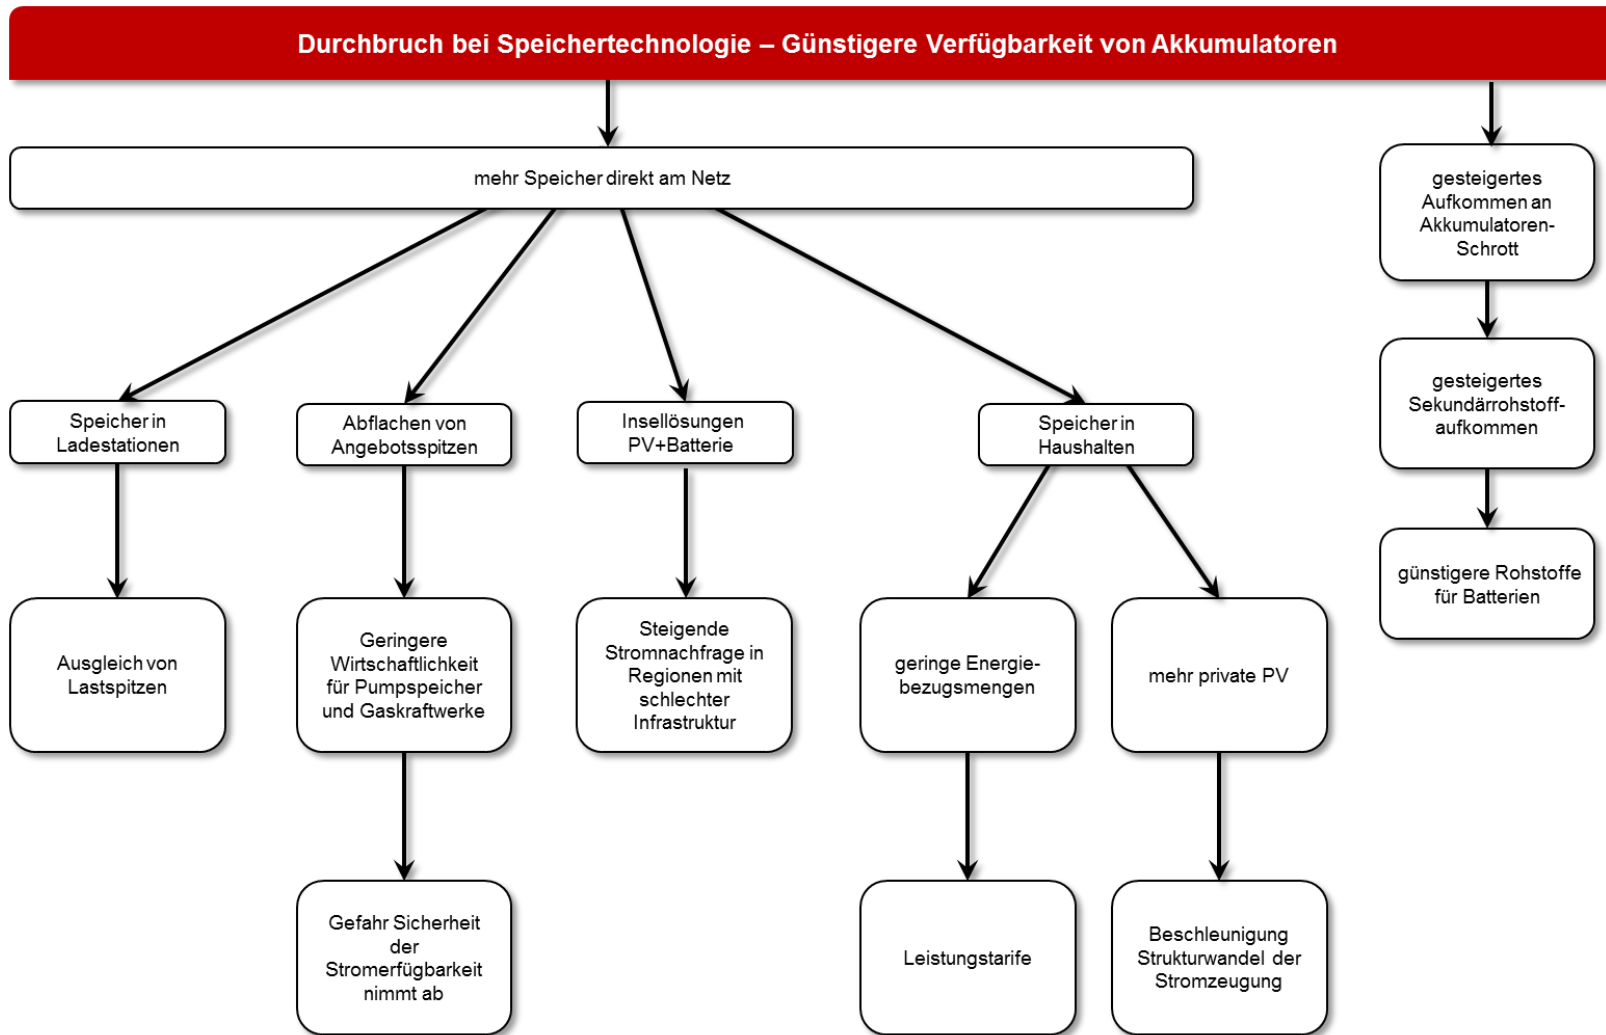 Durchbruch bei Speichertechnologie – Günstigere Verfügbarkeit von Akkumulatoren
mehr Speicher direkt am Netz
gesteigertes
Aufkommen an
Akkumulatoren-
Schrott
gesteigertes
Sekundärrohstoff-
aufkommen
günstigere Rohstoffe
für Batterien
Speicher in
Ladestationen
Abflachen von
Angebotsspitzen
Insellösungen
PV+Batterie
Speicher in
Haushalten
Ausgleich von
Lastspitzen
Geringere
Wirtschaftlichkeit
für Pumpspeicher
und Gaskraftwerke
Steigende
Stromnachfrage in
Regionen mit
schlechter
Infrastruktur
geringe Energie-
bezugsmengen
mehr private PV
Gefahr Sicherheit
der
Stromerfügbarkeit
nimmt ab
Leistungstarife
Beschleunigung
Strukturwandel der
Stromzeugung